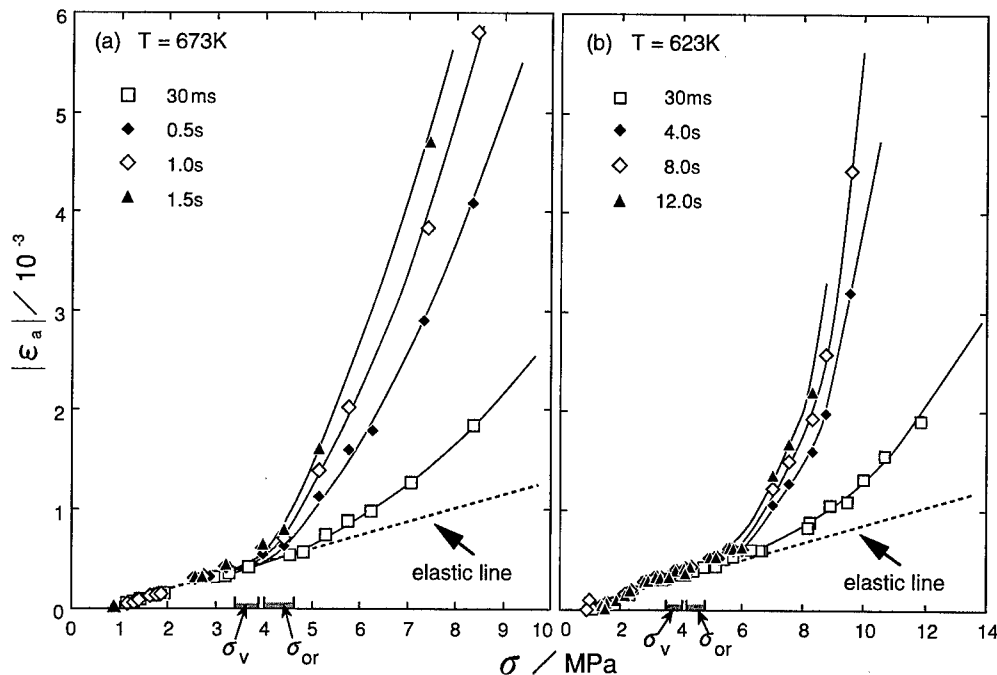 (a) T = 673K
30ms
0.5s
1.0s
1.5s
elastic line
6
5
4
3
2
1
0
0 1 2 3 4 5 6 7 8 9 10
σv σor
|εa| / 10⁻³
(b) T = 623K
30ms
4.0s
8.0s
12.0s
elastic line
0 2 4 6 8 10 12 14
σv σor
σ / MPa